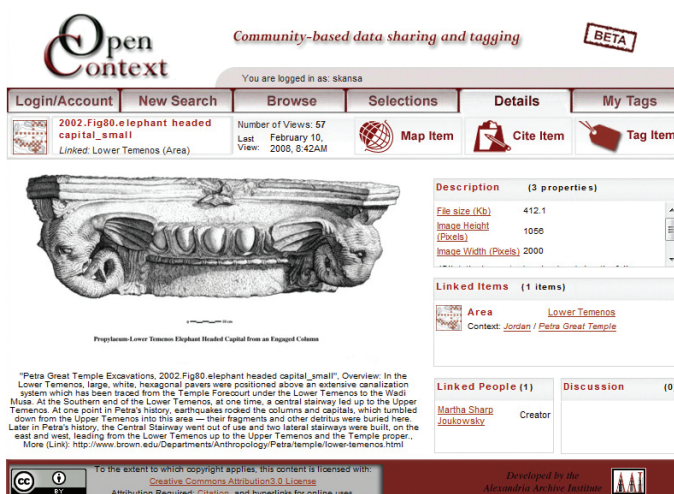 Open Context
Community-based data sharing and tagging
BETA
You are logged in as: skansa
Login/Account
New Search
Browse
Selections
Details
My Tags
2002.Fig80.elephant headed
capital_small
Linked: Lower Temenos (Area)
Number of Views: 57
Last View: February 10, 2008, 8:42AM
Map Item
Cite Item
Tag Item
Propylaeum-Lower Temenos Elephant Headed Capital from an Engaged Column
"Petra Great Temple Excavations, 2002.Fig80.elephant headed capital_small", Overview: In the
Lower Temenos, large, white, hexagonal pavers were positioned above an extensive canalization
system which has been traced from the Temple Forecourt under the Lower Temenos to the Wadi
Musa. At the Southern end of the Lower Temenos, at one time, a central stairway led up to the Upper
Temenos. At one point in Petra's history, earthquakes rocked the columns and capitals, which tumbled
down from the Upper Temenos into this area — their fragments and other detritus were buried here.
Later in Petra's history, the Central Stairway went out of use and two lateral stairways were built, on the
east and west, leading from the Lower Temenos up to the Upper Temenos and the Temple proper.,
More (Link): http://www.brown.edu/Departments/Anthropology/Petra/temple/lower-temenos.html
Description (3 properties)
File size (Kb) 412.1
Image Height (Pixels) 1056
Image Width (Pixels) 2000
Linked Items (1 items)
Area Lower Temenos
Context: Jordan / Petra Great Temple
Linked People (1)
Martha Sharp
Joukowsky
Creator
Discussion (0
cc
BY
To the extent to which copyright applies, this content is licensed with:
Creative Commons
Attribution3.0 License
Attribution Required: Citation, and hyperlinks for online uses
Developed by the
Alexandria Archive Institute
AAI